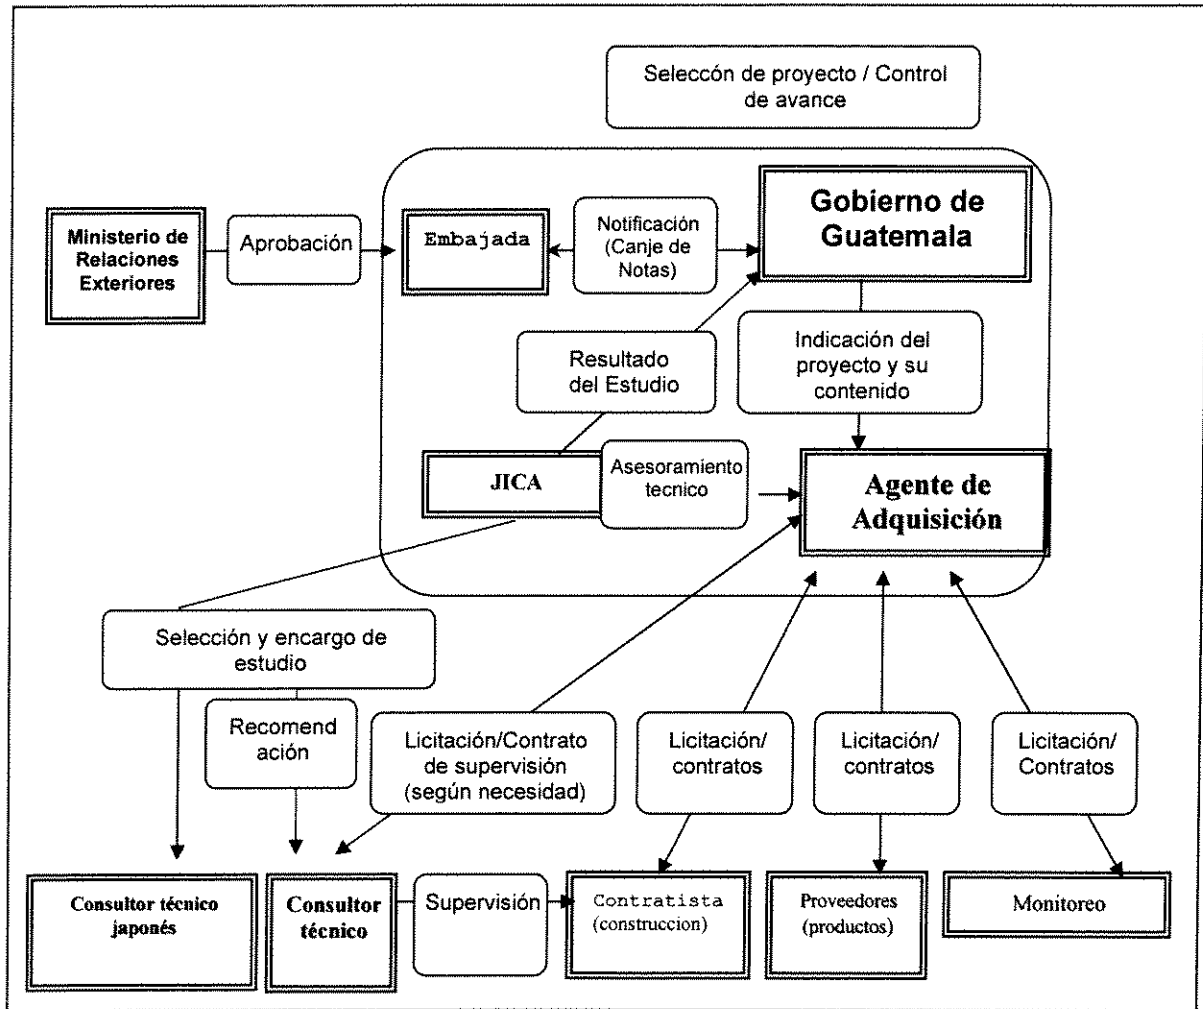 Seleccón de proyecto / Control
de avance
Ministerio de
Relaciones
Exteriores
Aprobación
Embajada
Notificación
(Canje de
Notas)
Gobierno de
Guatemala
Resultado
del Estudio
Indicación del
proyecto y su
contenido
JICA
Asesoramiento
tecnico
Agente de
Adquisición
Selección y encargo de
estudio
Recomend
ación
Licitación/Contrato
de supervisión
(según necesidad)
Licitación/
contratos
Licitación/
contratos
Licitación/
Contratos
Consultor técnico
japonés
Consultor
técnico
Supervisión
Contratista
(construccion)
Proveedores
(productos)
Monitoreo